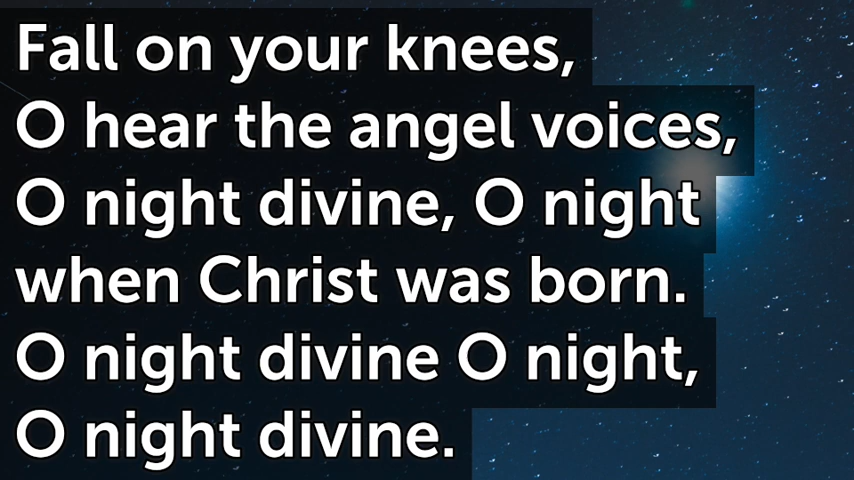 Fall on your knees,
O hear the angel voices,
O night divine, O night
when Christ was born.
O night divine O night,
O night divine.